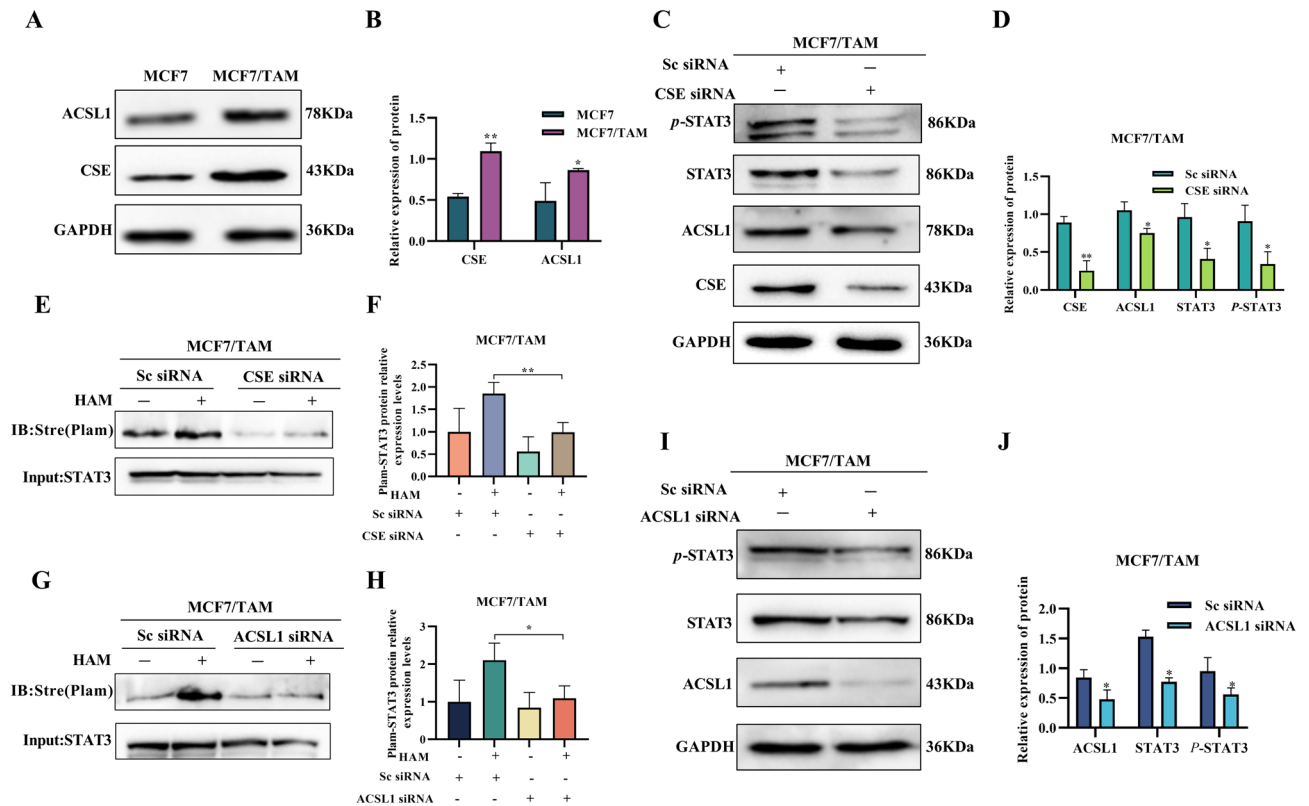 A
MCF7 MCF7/TAM
ACSL1 78KDa
CSE 43KDa
GAPDH 36KDa
B
Relative expression of protein
1.5
1.0
0.5
0.0
MCF7
MCF7/TAM
** *
CSE ACSL1
C
MCF7/TAM
Sc siRNA + —
CSE siRNA — +
p-STAT3 86KDa
STAT3 86KDa
ACSL1 78KDa
CSE 43KDa
GAPDH 36KDa
D
MCF7/TAM
Relative expression of protein
1.5
1.0
0.5
0.0
Sc siRNA
CSE siRNA
** * * *
CSE ACSL1 STAT3 P-STAT3
E
MCF7/TAM
Sc siRNA CSE siRNA
HAM — + — +
IB:Stre(Plam)
Input:STAT3
F
MCF7/TAM
Plam-STAT3 protein relative
expression levels
2.5
2.0
1.5
1.0
0.5
0.0
**
HAM - + - +
Sc siRNA + + - -
CSE siRNA - - + +
G
MCF7/TAM
Sc siRNA ACSL1 siRNA
HAM — + — +
IB:Stre(Plam)
Input:STAT3
H
MCF7/TAM
Plam-STAT3 protein relative
expression levels
3
2
1
0
*
HAM - + - +
Sc siRNA + + - -
ACSL1 siRNA - - + +
I
MCF7/TAM
Sc siRNA + —
ACSL1 siRNA — +
p-STAT3 86KDa
STAT3 86KDa
ACSL1 43KDa
GAPDH 36KDa
J
MCF7/TAM
Relative expression of protein
2.0
1.5
1.0
0.5
0.0
Sc siRNA
ACSL1 siRNA
* * *
ACSL1 STAT3 P-STAT3